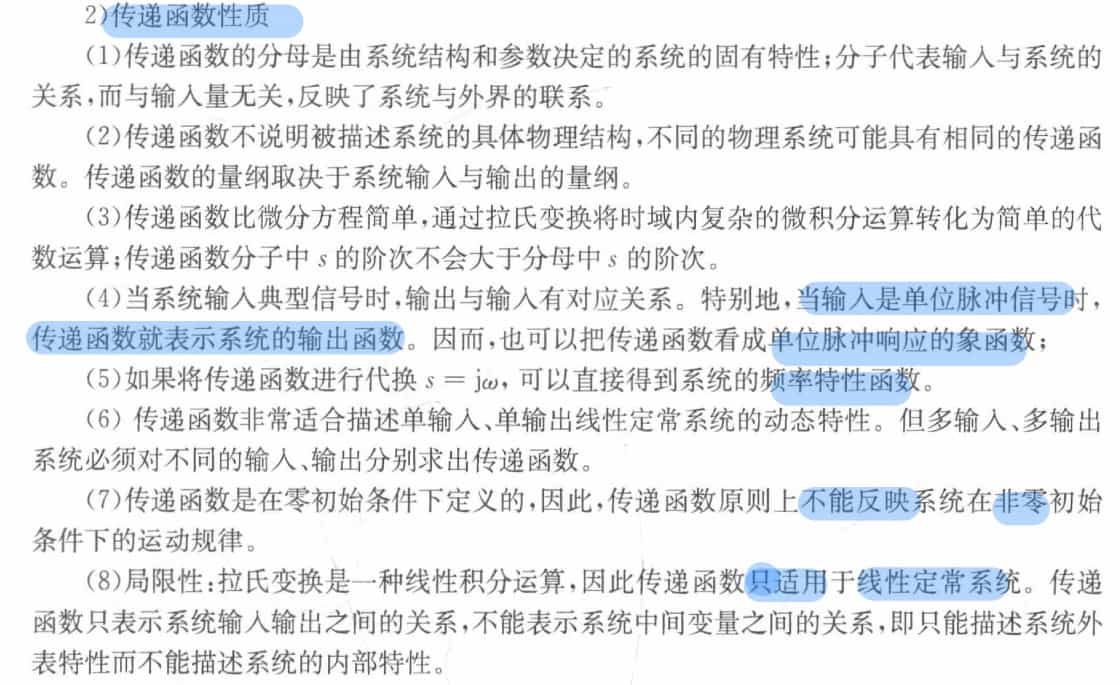 2)传递函数性质
(1)传递函数的分母是由系统结构和参数决定的系统的固有特性;分子代表输入与系统的
关系,而与输入量无关,反映了系统与外界的联系。
(2)传递函数不说明被描述系统的具体物理结构,不同的物理系统可能具有相同的传递函
数。传递函数的量纲取决于系统输入与输出的量纲。
(3)传递函数比微分方程简单,通过拉氏变换将时域内复杂的微积分运算转化为简单的代
数运算;传递函数分子中 s 的阶次不会大于分母中 s 的阶次。
(4)当系统输入典型信号时,输出与输入有对应关系。特别地,当输入是单位脉冲信号时,
传递函数就表示系统的输出函数。因而,也可以把传递函数看成单位脉冲响应的象函数;
(5)如果将传递函数进行代换 s = jω, 可以直接得到系统的频率特性函数。
(6) 传递函数非常适合描述单输入、单输出线性定常系统的动态特性。但多输入、多输出
系统必须对不同的输入、输出分别求出传递函数。
(7)传递函数是在零初始条件下定义的,因此,传递函数原则上不能反映系统在非零初始
条件下的运动规律。
(8)局限性:拉氏变换是一种线性积分运算,因此传递函数只适用于线性定常系统。传递
函数只表示系统输入输出之间的关系,不能表示系统中间变量之间的关系,即只能描述系统外
表特性而不能描述系统的内部特性。